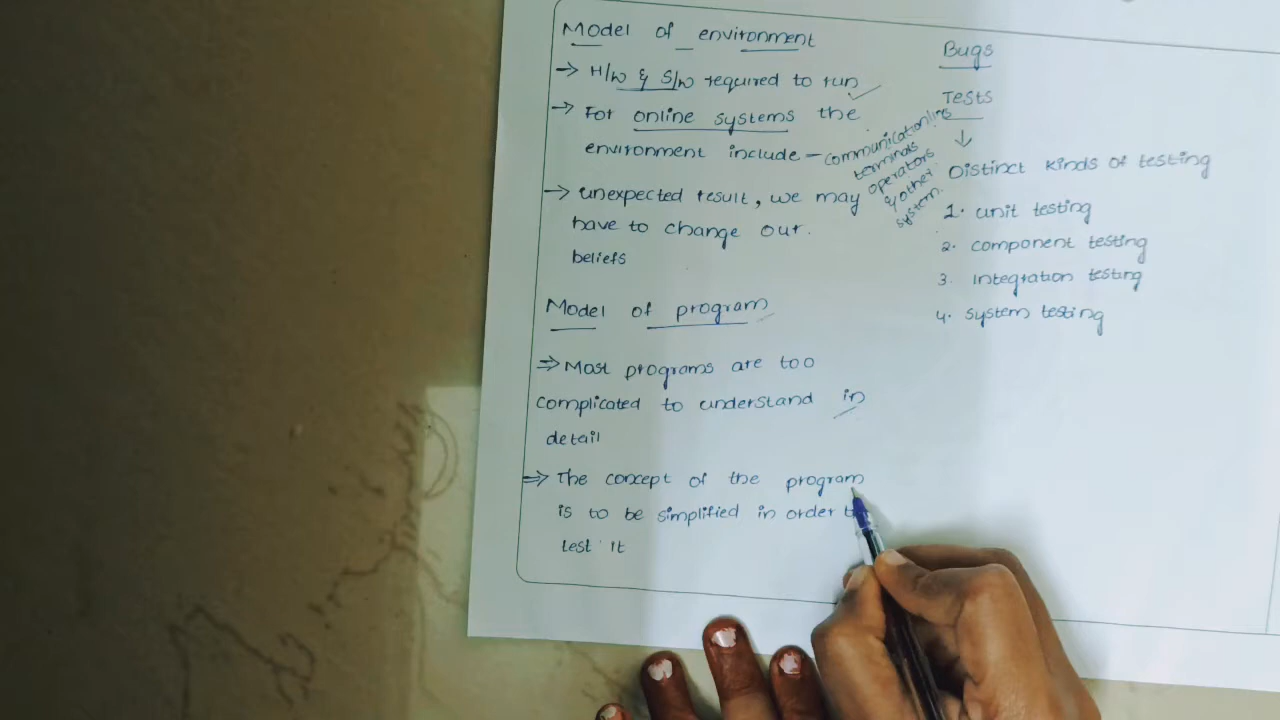 Model of environment
→ H/w & S/w required to run
→ For online systems the
environment include - communication line
terminals
operators
& other
system.
→ unexpected result, we may
have to change our.
beliefs
Model of program
⇒ Most programs are too
complicated to understand in
detail
⇒ The concept of the program
is to be simplified in order
test it
Bugs
Tests
↓
Distinct kinds of testing
1. unit testing
2. component testing
3. Integration testing
4. system testing